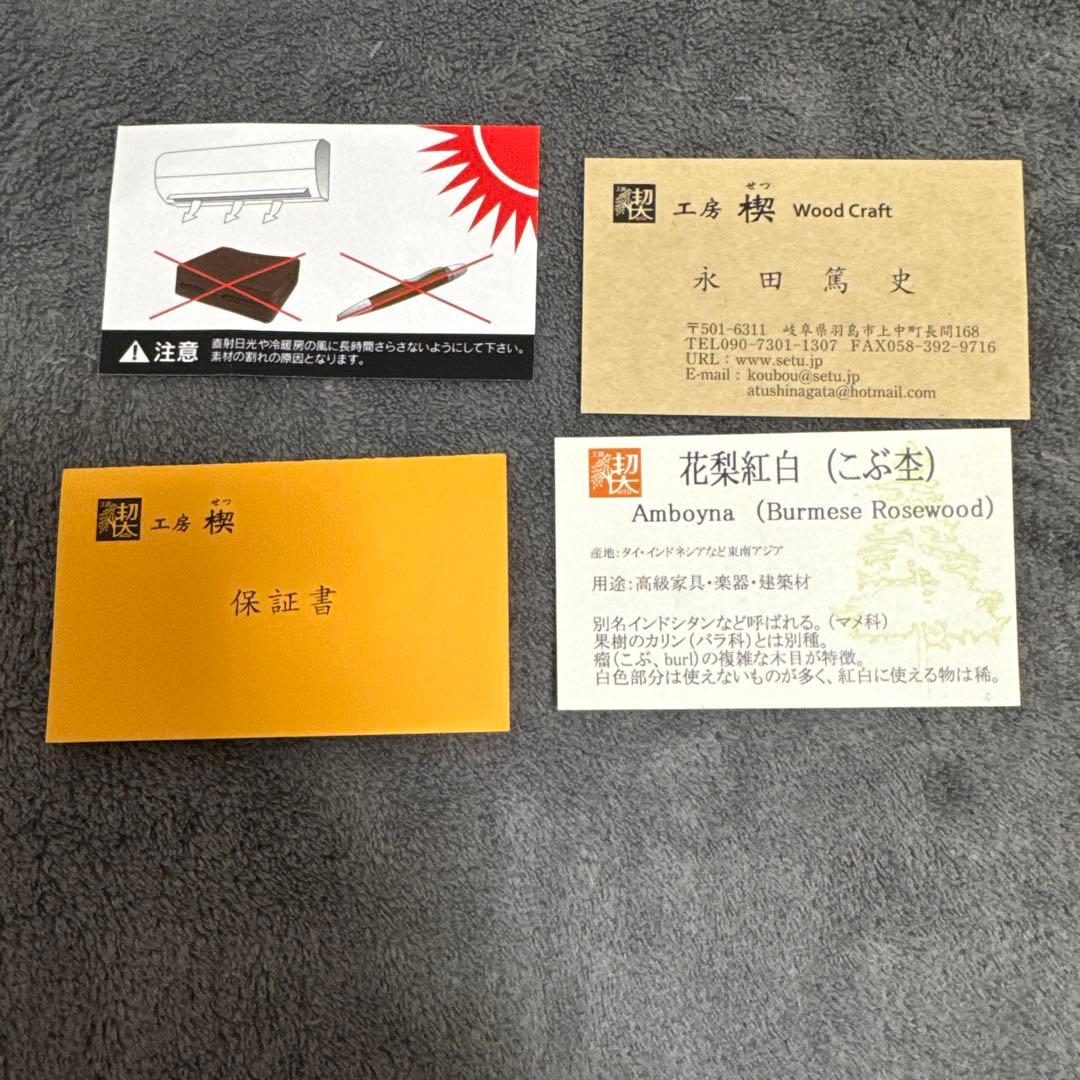 注意
直射日光や冷暖房の風に長時間さらさないようにして下さい。
素材の割れの原因となります。
せつ
工房 楔 Wood Craft
永田篤史
〒501-6311 岐阜県羽島市上中町長間168
TEL090-7301-1307 FAX058-392-9716
URL：www.setu.jp
E-mail：koubou@setu.jp
atushinagata@hotmail.com
せつ
工房 楔
保証書
花梨紅白 （こぶ杢）
Amboyna （Burmese Rosewood）
産地：タイ・インドネシアなど東南アジア
用途：高級家具・楽器・建築材
別名インドシタンなど呼ばれる。（マメ科）
果樹のカリン（バラ科）とは別種。
瘤（こぶ、burl）の複雑な木目が特徴。
白色部分は使えないものが多く、紅白に使える物は稀。